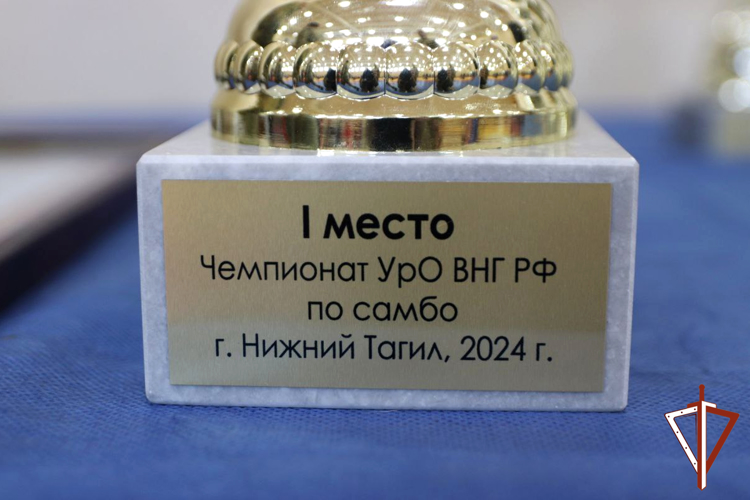 I место
Чемпионат УрО ВНГ РФ
по самбо
г. Нижний Тагил, 2024 г.